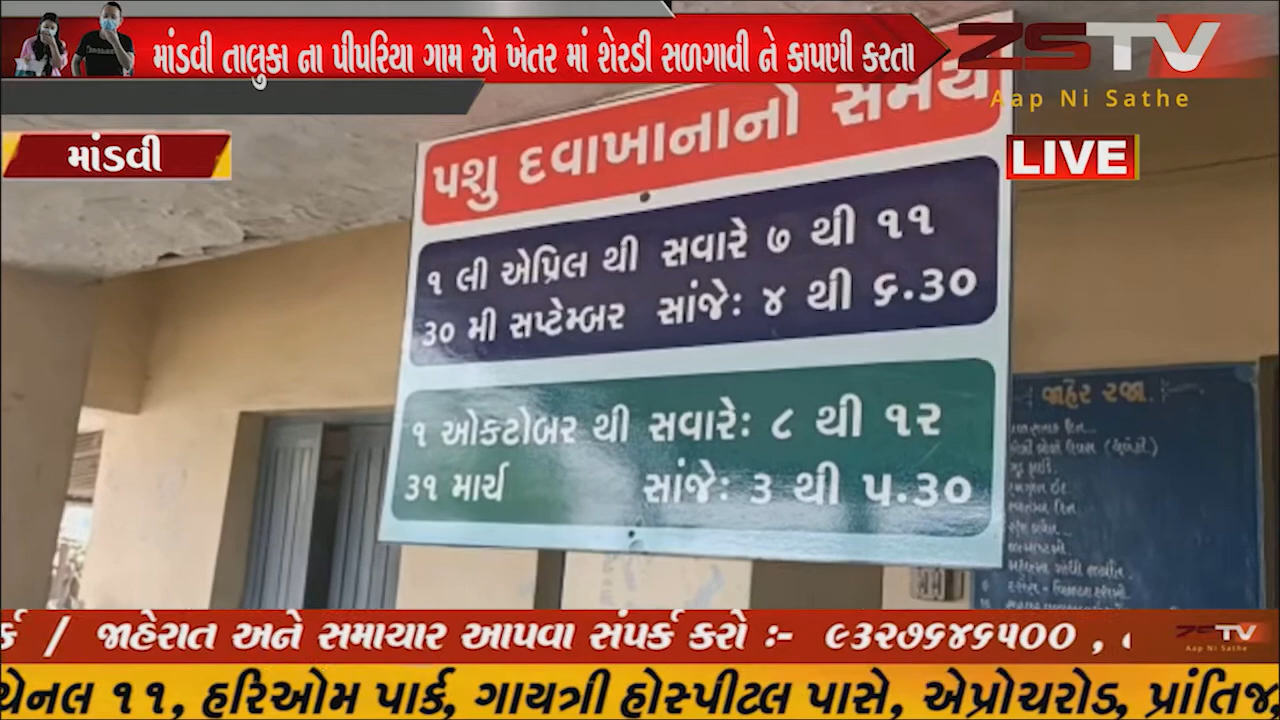 માંડવી તાલુકા ના પીપરિયા ગામ એ ખેતર માં શેરડી સળગાવી ને કાપણી કરતા
ZSTV
Aap Ni Sathe
માંડવી
LIVE
પશુ દવાખાનાનો સમય
૧ લી એપ્રિલ થી સવારે ૭ થી ૧૧
૩૦ મી સપ્ટેમ્બર સાંજેઃ ૪ થી ૬.૩૦
૧ ઓક્ટોબર થી સવારેઃ ૮ થી ૧૨
૩૧ માર્ચ સાંજેઃ ૩ થી ૫.૩૦
જાહેર રજા.
ર્ક / જાહેરાત અને સમાચાર આપવા સંપર્ક કરો :- ૯૩૨૭૬૪૬૫૦૦ ,
ZSTV
Aap Ni Sathe
થેનલ ૧૧, હરિઓમ પાર્ક, ગાયત્રી હોસ્પીટલ પાસે, એપ્રોચરોડ, પ્રાંતિજ,